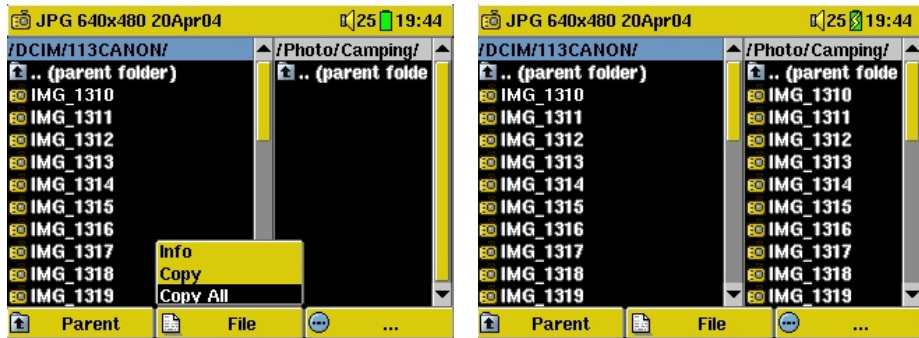 JPG 640x480 20Apr04 25 19:44
/DCIM/113CANON/ /Photo/Camping/
.. (parent folder) .. (parent folde
IMG_1310
IMG_1311
IMG_1312
IMG_1313
IMG_1314
IMG_1315
IMG_1316
IMG_1317
IMG_1318
IMG_1319
Info
Copy
Copy All
Parent File ...
JPG 640x480 20Apr04 25 19:44
/DCIM/113CANON/ /Photo/Camping/
.. (parent folder) .. (parent folde
IMG_1310 IMG_1310
IMG_1311 IMG_1311
IMG_1312 IMG_1312
IMG_1313 IMG_1313
IMG_1314 IMG_1314
IMG_1315 IMG_1315
IMG_1316 IMG_1316
IMG_1317 IMG_1317
IMG_1318 IMG_1318
IMG_1319 IMG_1319
Parent File ...